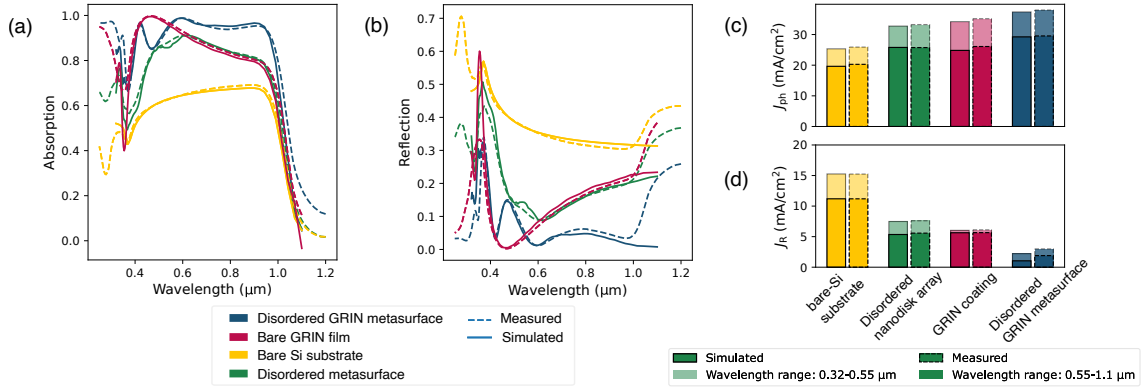 (a)
1.0
0.8
0.6
0.4
0.2
0.0
Absorption
0.4 0.6 0.8 1.0 1.2
Wavelength (μm)
(b)
0.7
0.6
0.5
0.4
0.3
0.2
0.1
0.0
Reflection
0.4 0.6 0.8 1.0 1.2
Wavelength (μm)
Disordered GRIN metasurface
Bare GRIN film
Bare Si substrate
Disordered metasurface
Measured
Simulated
(c)
30
20
10
0
Jph (mA/cm²)
(d)
20
15
10
5
0
JR (mA/cm²)
bare-Si
substrate
Disordered
nanodisk array
GRIN coating
Disordered
GRIN metasurface
Simulated
Measured
Wavelength range: 0.32-0.55 μm
Wavelength range: 0.55-1.1 μm